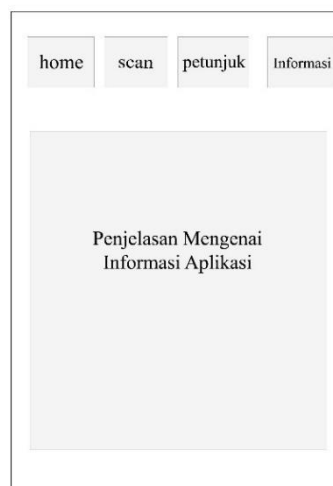 home scan petunjuk Informasi
Penjelasan Mengenai
Informasi Aplikasi